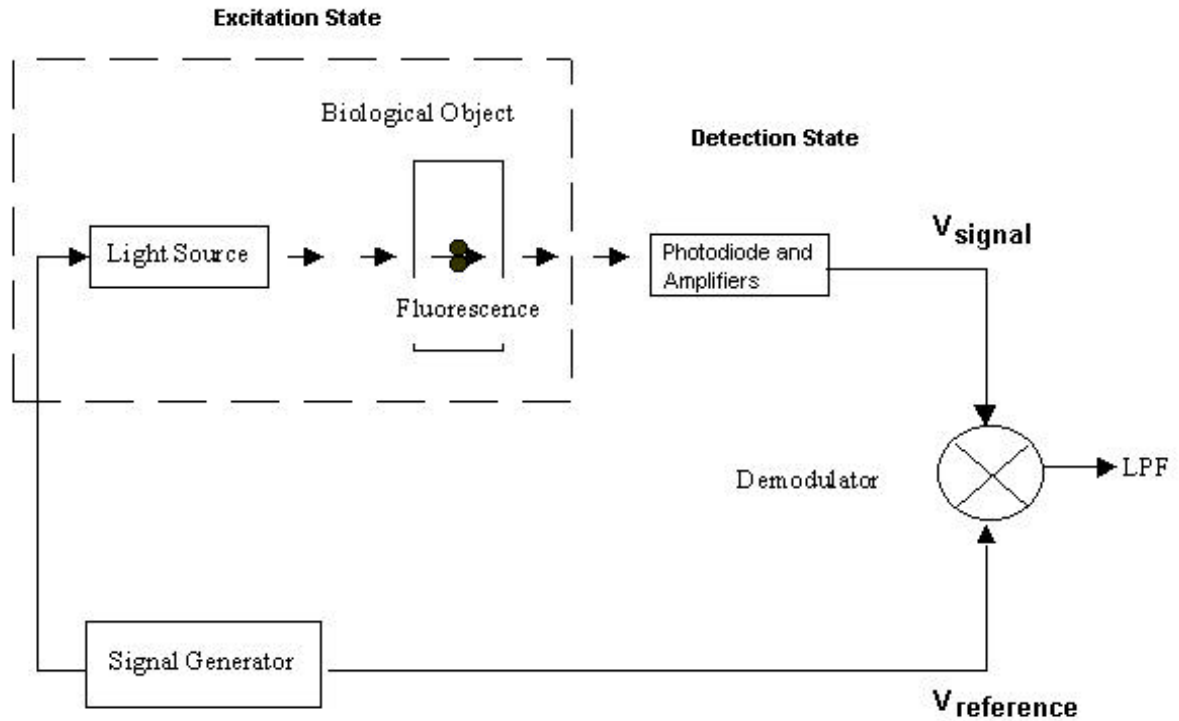 Excitation State
Biological Object
Detection State
Light Source
Fluorescence
Photodiode and
Amplifiers
Vsignal
Demodulator
LPF
Signal Generator
Vreference